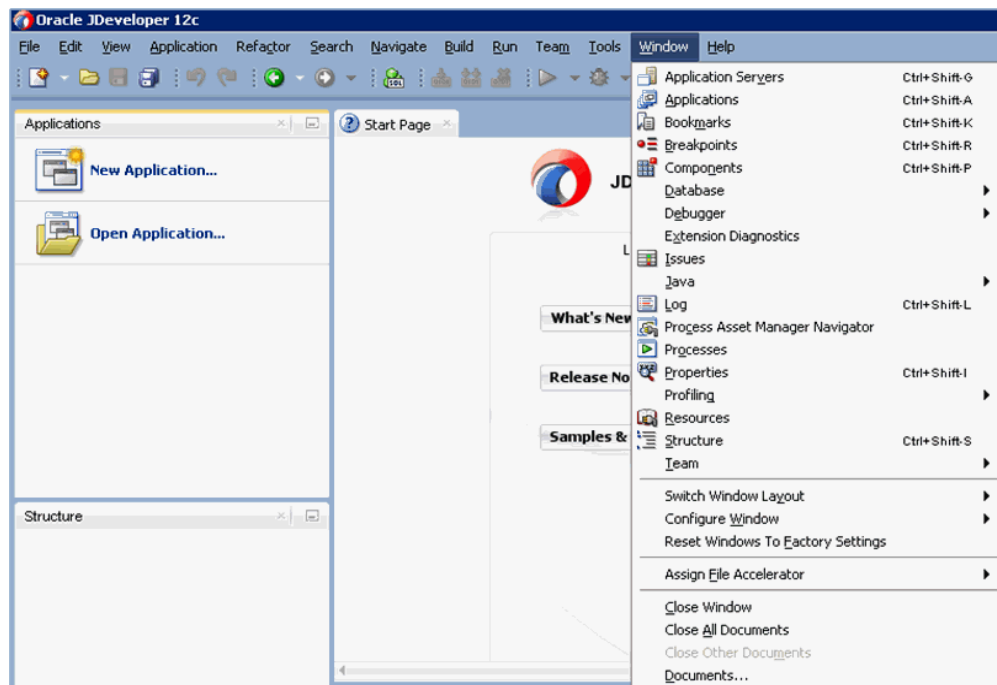 Oracle JDeveloper 12c
File Edit View Application Refactor Search Navigate Build Run Team Tools Window Help
SQL
Applications
New Application...
Open Application...
Structure
Start Page
JD
L
What's New
Release No
Samples &
Application Servers Ctrl+Shift-G
Applications Ctrl+Shift-A
Bookmarks Ctrl+Shift-K
Breakpoints Ctrl+Shift-R
Components Ctrl+Shift-P
Database
Debugger
Extension Diagnostics
Issues
Java
Log Ctrl+Shift-L
Process Asset Manager Navigator
Processes
Properties Ctrl+Shift-I
Profiling
Resources
Structure Ctrl+Shift-S
Team
Switch Window Layout
Configure Window
Reset Windows To Factory Settings
Assign File Accelerator
Close Window
Close All Documents
Close Other Documents
Documents...